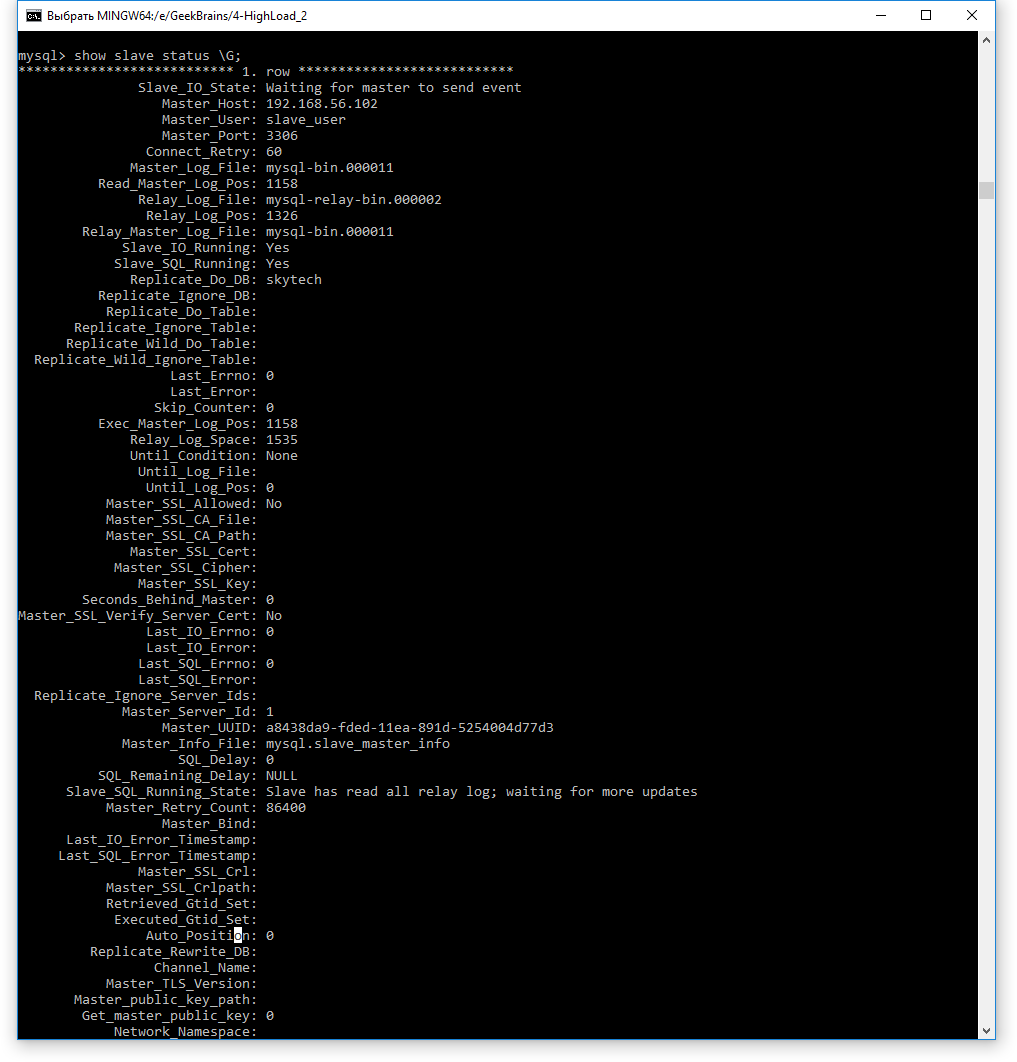 Выбрать MINGW64:/e/GeekBrains/4-HighLoad_2
mysql> show slave status \G;
*************************** 1. row ***************************
Slave_IO_State: Waiting for master to send event
Master_Host: 192.168.56.102
Master_User: slave_user
Master_Port: 3306
Connect_Retry: 60
Master_Log_File: mysql-bin.000011
Read_Master_Log_Pos: 1158
Relay_Log_File: mysql-relay-bin.000002
Relay_Log_Pos: 1326
Relay_Master_Log_File: mysql-bin.000011
Slave_IO_Running: Yes
Slave_SQL_Running: Yes
Replicate_Do_DB: skytech
Replicate_Ignore_DB:
Replicate_Do_Table:
Replicate_Ignore_Table:
Replicate_Wild_Do_Table:
Replicate_Wild_Ignore_Table:
Last_Errno: 0
Last_Error:
Skip_Counter: 0
Exec_Master_Log_Pos: 1158
Relay_Log_Space: 1535
Until_Condition: None
Until_Log_File:
Until_Log_Pos: 0
Master_SSL_Allowed: No
Master_SSL_CA_File:
Master_SSL_CA_Path:
Master_SSL_Cert:
Master_SSL_Cipher:
Master_SSL_Key:
Seconds_Behind_Master: 0
Master_SSL_Verify_Server_Cert: No
Last_IO_Errno: 0
Last_IO_Error:
Last_SQL_Errno: 0
Last_SQL_Error:
Replicate_Ignore_Server_Ids:
Master_Server_Id: 1
Master_UUID: a8438da9-fded-11ea-891d-5254004d77d3
Master_Info_File: mysql.slave_master_info
SQL_Delay: 0
SQL_Remaining_Delay: NULL
Slave_SQL_Running_State: Slave has read all relay log; waiting for more updates
Master_Retry_Count: 86400
Master_Bind:
Last_IO_Error_Timestamp:
Last_SQL_Error_Timestamp:
Master_SSL_Crl:
Master_SSL_Crlpath:
Retrieved_Gtid_Set:
Executed_Gtid_Set:
Auto_Position: 0
Replicate_Rewrite_DB:
Channel_Name:
Master_TLS_Version:
Master_public_key_path:
Get_master_public_key: 0
Network_Namespace: